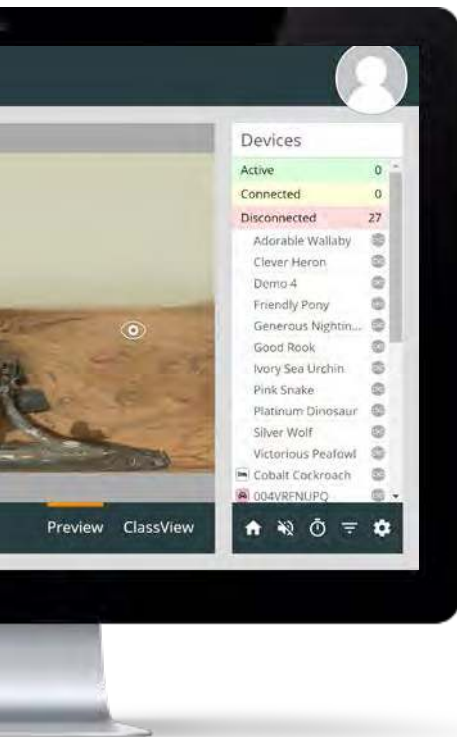 Devices
Active 0
Connected 0
Disconnected 27
Adorable Wallaby
Clever Heron
Demo 4
Friendly Pony
Generous Nightin...
Good Rook
Ivory Sea Urchin
Pink Snake
Platinum Dinosaur
Silver Wolf
Victorious Peafowl
Cobalt Cockroach
004VRFNUPQ
Preview ClassView